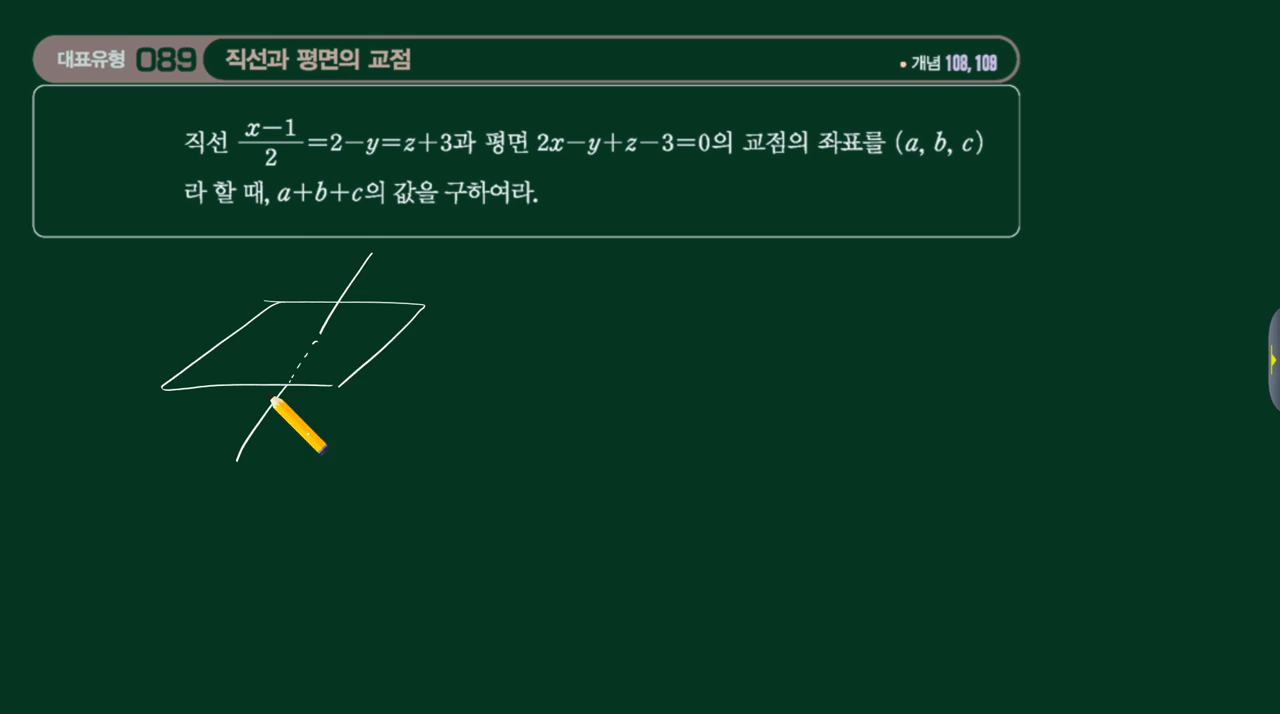 대표유형 089 직선과 평면의 교점 • 개념 108, 109
직선 \frac{x-1}{2}=2-y=z+3과 평면 2x-y+z-3=0의 교점의 좌표를 (a, b, c)
라 할 때, a+b+c의 값을 구하여라.